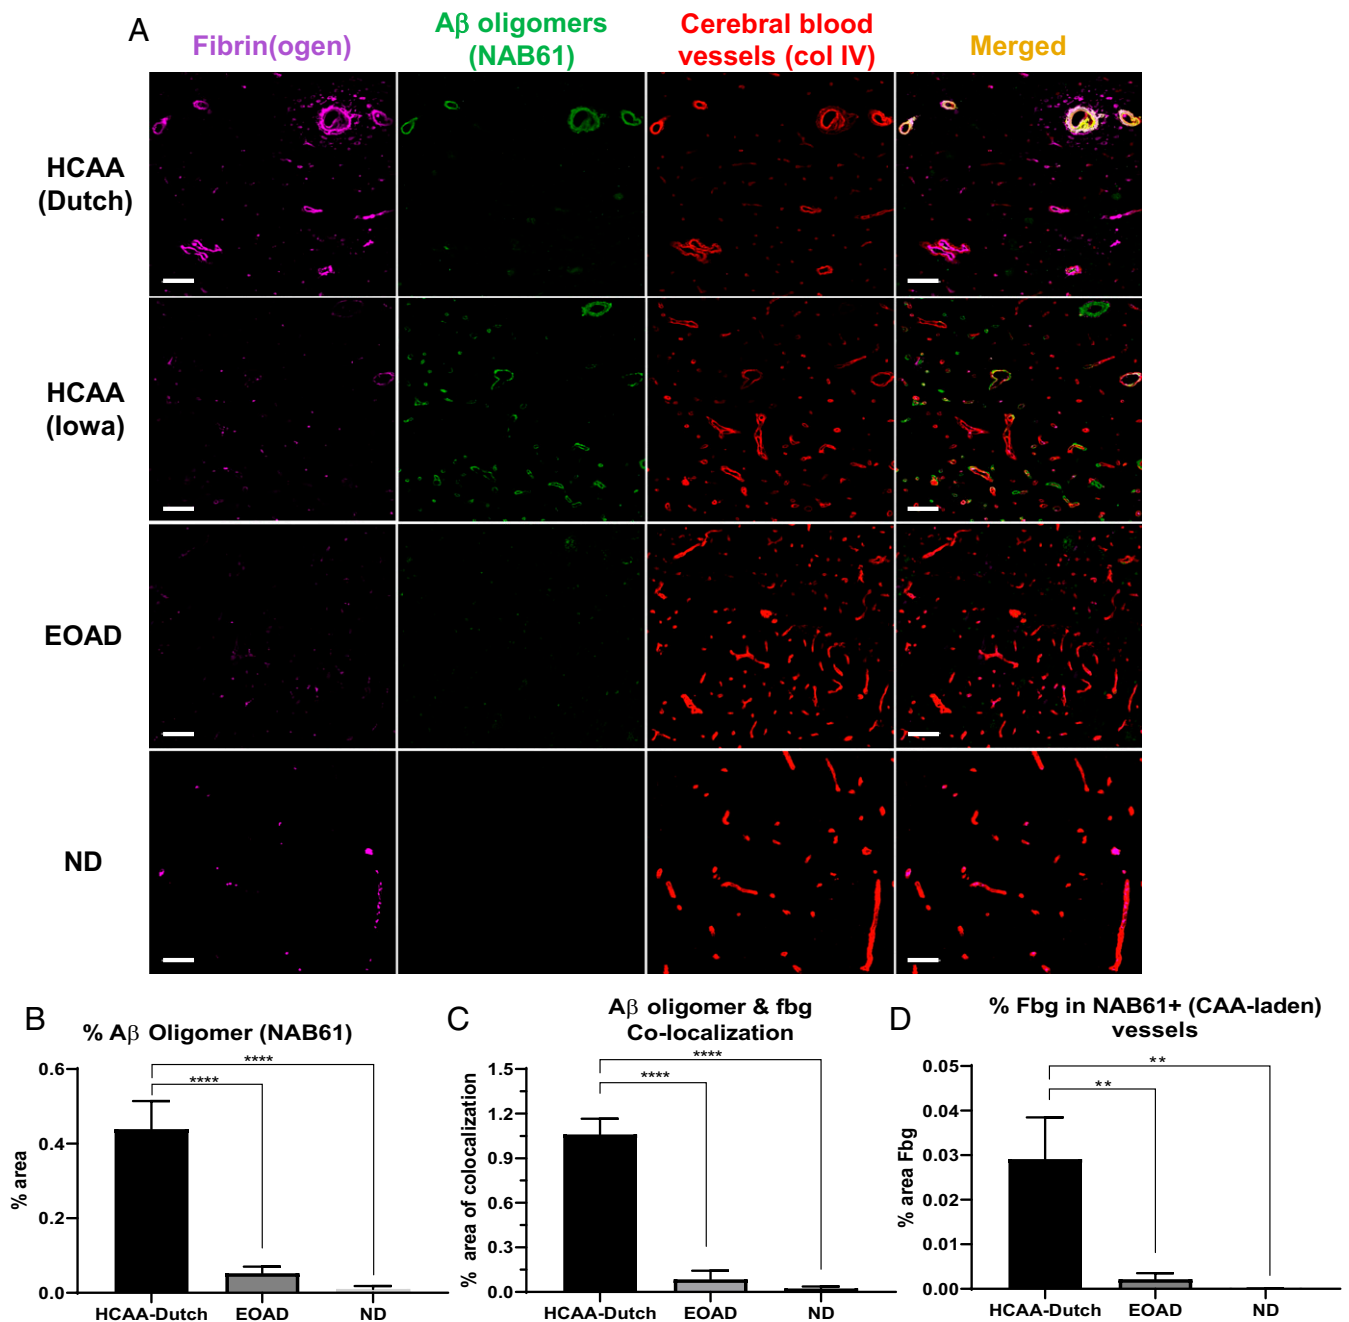 A
Fibrin(ogen)
Aβ oligomers
(NAB61)
Cerebral blood
vessels (col IV)
Merged
HCAA
(Dutch)
HCAA
(Iowa)
EOAD
ND
B
% Aβ Oligomer (NAB61)
****
****
% area
0.6
0.4
0.2
0.0
HCAA-Dutch
EOAD
ND
C
Aβ oligomer & fbg
Co-localization
****
****
% area of colocalization
1.5
1.2
0.9
0.6
0.3
0.0
HCAA-Dutch
EOAD
ND
D
% Fbg in NAB61+ (CAA-laden)
vessels
**
**
% area Fbg
0.05
0.04
0.03
0.02
0.01
0.00
HCAA-Dutch
EOAD
ND